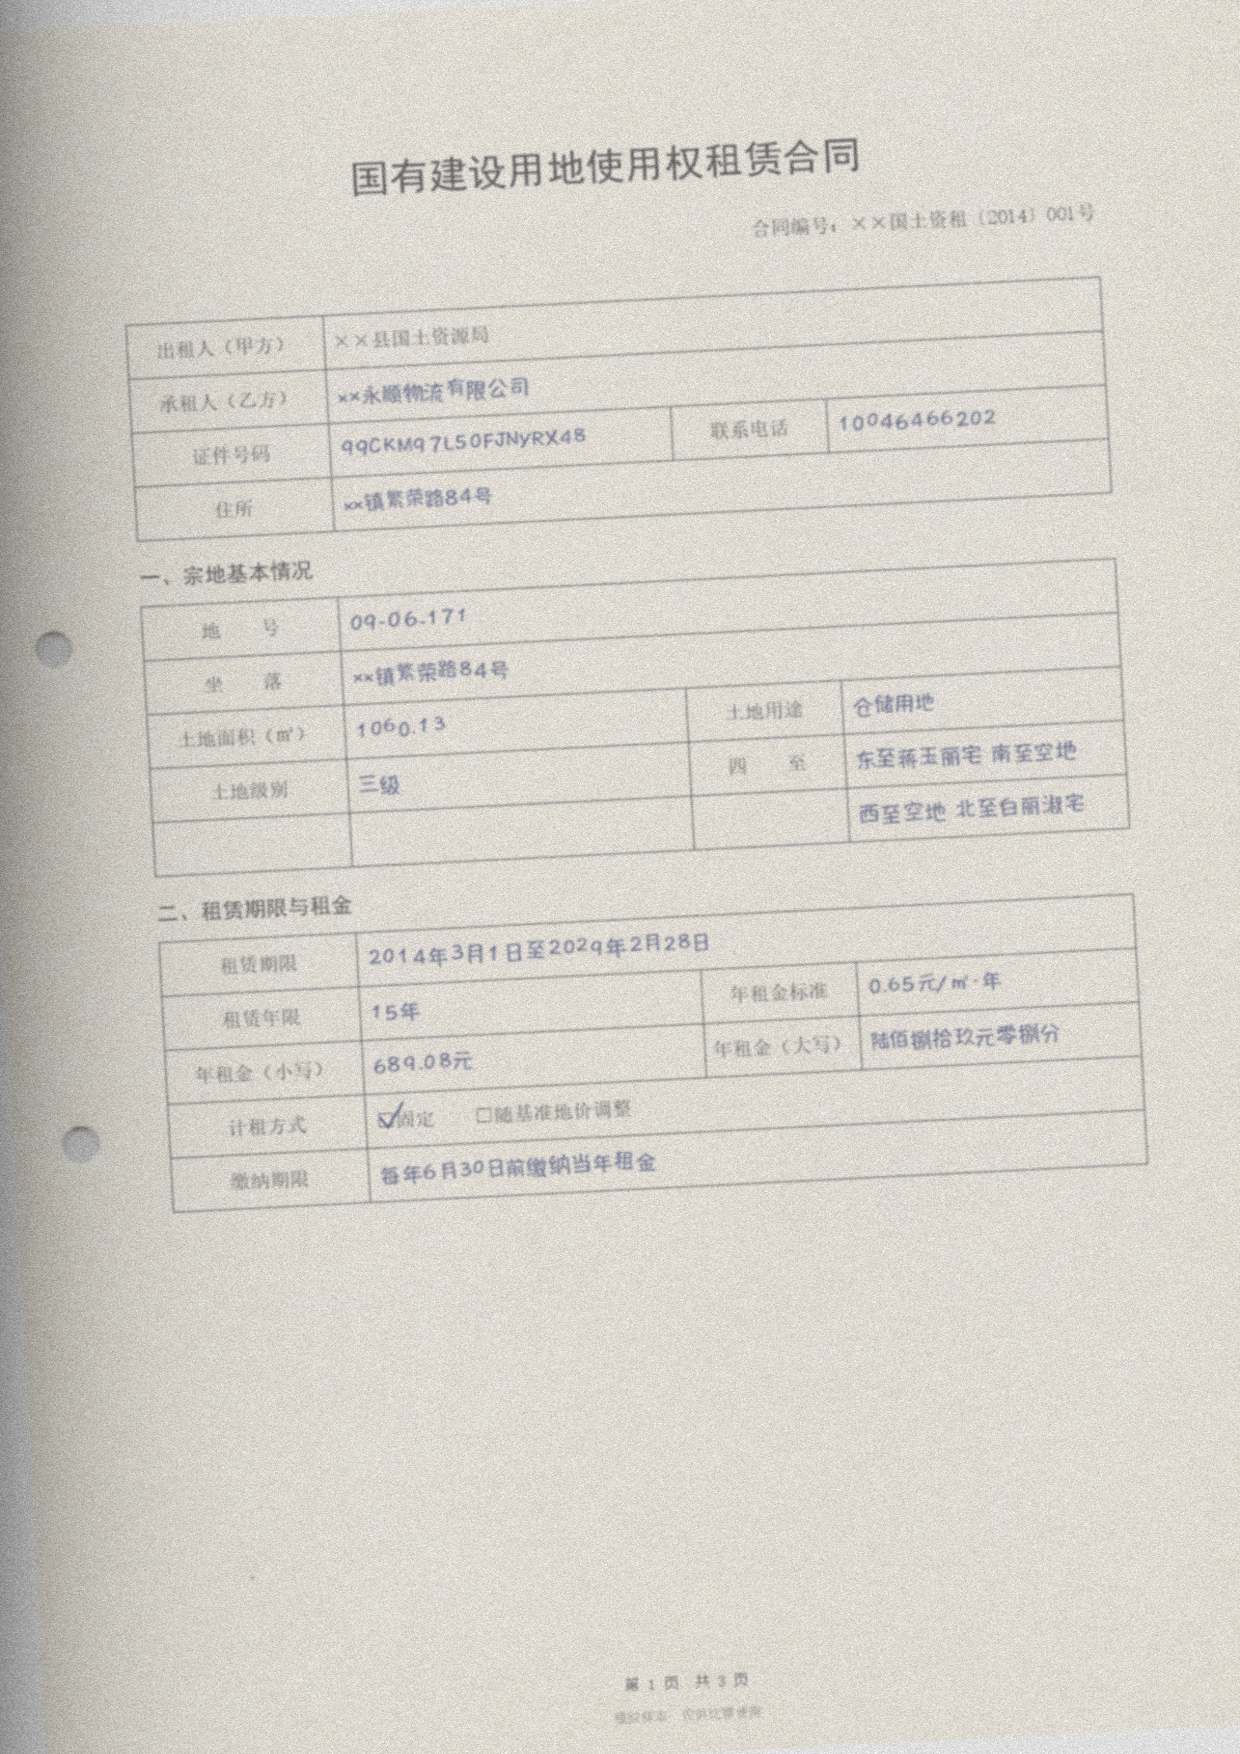 国有建设用地使用权租赁合同
合同编号：××国土资租〔2014〕001号
出租人（甲方） ××县国土资源局
承租人（乙方） ××永顺物流有限公司
证件号码 99CKM97L50FJNYRX48 联系电话 10046466202
住所 ××镇繁荣路84号
一、宗地基本情况
地 号 09-06-171
坐 落 ××镇繁荣路84号
土地面积（㎡） 1060.13 土地用途 仓储用地
土地级别 三级 四 至 东至蒋玉丽宅 南至空地
西至空地 北至白丽淑宅
二、租赁期限与租金
租赁期限 2014年3月1日至2029年2月28日
租赁年限 15年 年租金标准 0.65元/㎡·年
年租金（小写） 689.08元 年租金（大写） 陆佰捌拾玖元零捌分
计租方式 ☑固定 □随基准地价调整
缴纳期限 每年6月30日前缴纳当年租金
第 1 页 共 3 页